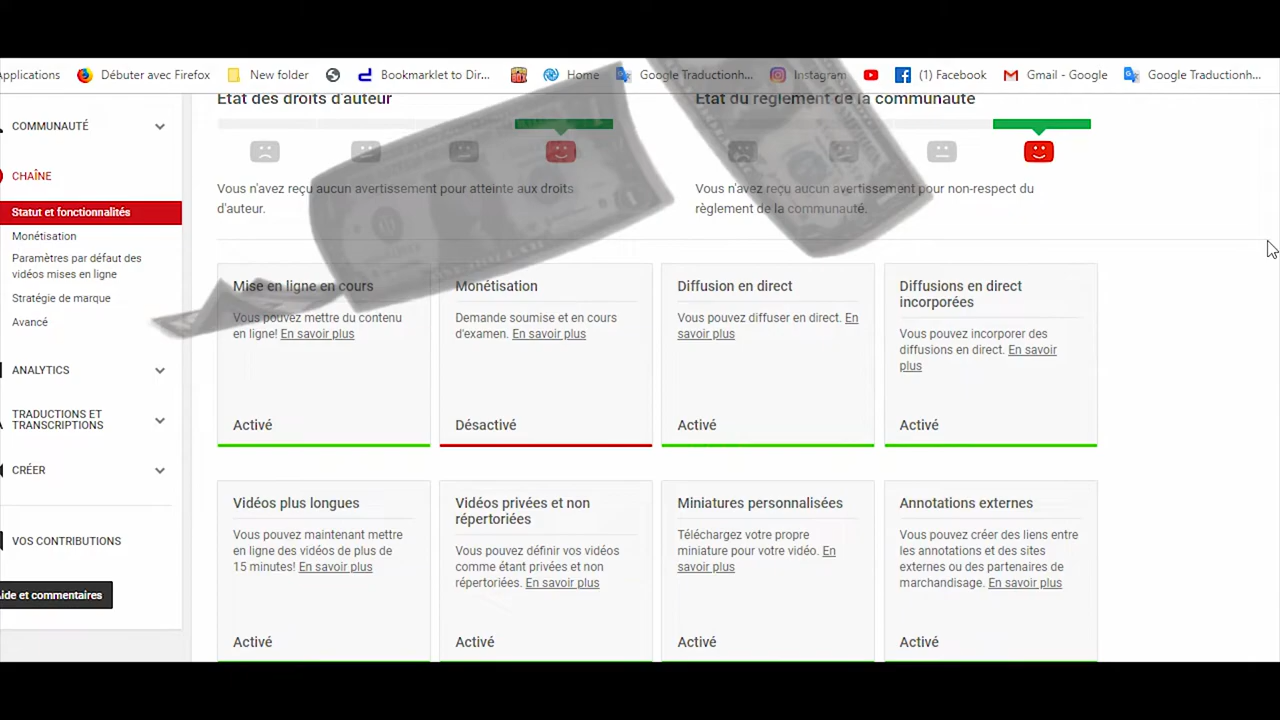 Applications
Débuter avec Firefox
New folder
Bookmarklet to Dir...
Home
Google Traductionh...
Instagram
(1) Facebook
Gmail - Google
Google Traductionh...
COMMUNAUTÉ
CHAÎNE
Statut et fonctionnalités
Monétisation
Paramètres par défaut des
vidéos mises en ligne
Stratégie de marque
Avancé
ANALYTICS
TRADUCTIONS ET
TRANSCRIPTIONS
CRÉER
VOS CONTRIBUTIONS
Aide et commentaires
État des droits d'auteur
Vous n'avez reçu aucun avertissement pour atteinte aux droits
d'auteur.
État du règlement de la communauté
Vous n'avez reçu aucun avertissement pour non-respect du
règlement de la communauté.
Mise en ligne en cours
Vous pouvez mettre du contenu
en ligne! En savoir plus
Activé
Monétisation
Demande soumise et en cours
d'examen. En savoir plus
Désactivé
Diffusion en direct
Vous pouvez diffuser en direct. En
savoir plus
Activé
Diffusions en direct
incorporées
Vous pouvez incorporer des
diffusions en direct. En savoir
plus
Activé
Vidéos plus longues
Vous pouvez maintenant mettre
en ligne des vidéos de plus de
15 minutes! En savoir plus
Activé
Vidéos privées et non
répertoriées
Vous pouvez définir vos vidéos
comme étant privées et non
répertoriées. En savoir plus
Activé
Miniatures personnalisées
Téléchargez votre propre
miniature pour votre vidéo. En
savoir plus
Activé
Annotations externes
Vous pouvez créer des liens entre
les annotations et des sites
externes ou des partenaires de
marchandisage. En savoir plus
Activé